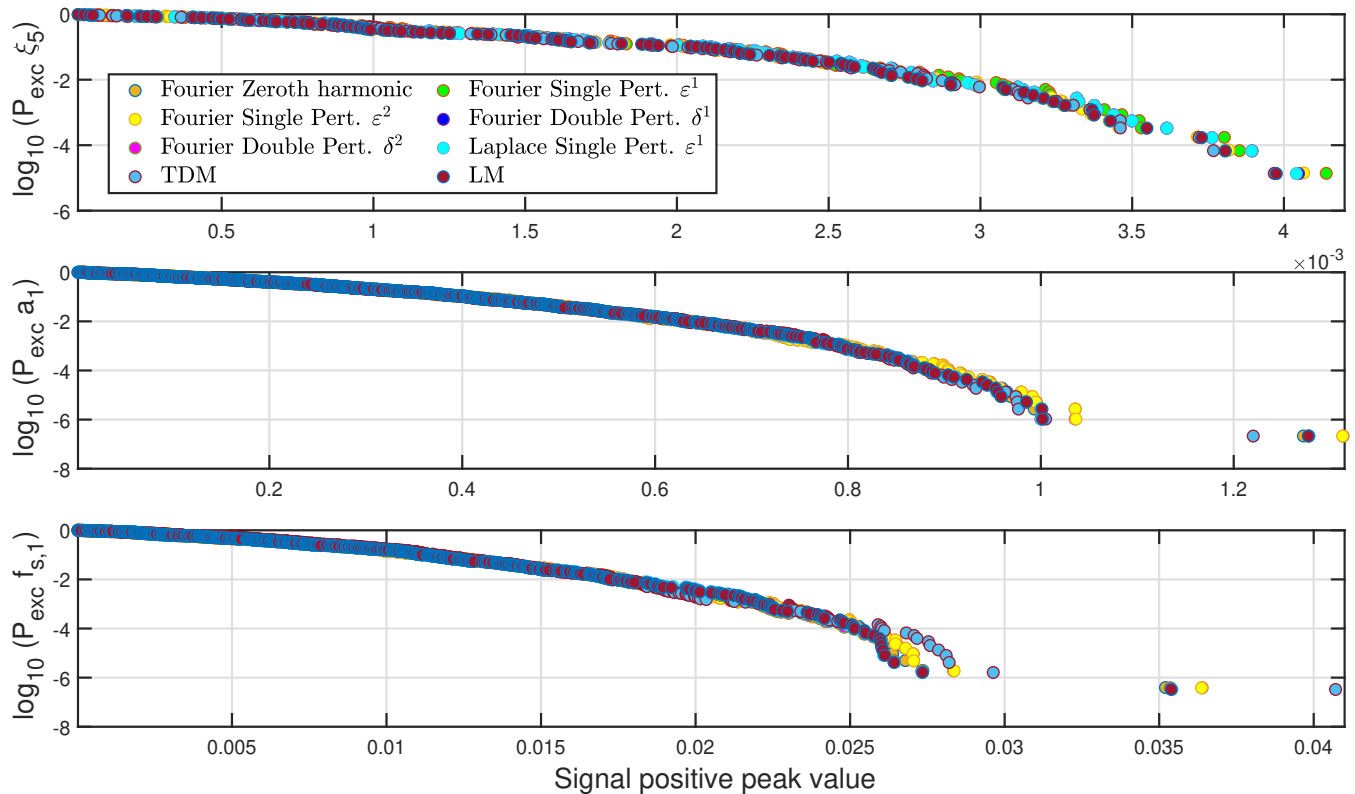 log₁₀ (P_exc ξ₅)
0
-2
-4
-6
Fourier Zeroth harmonic
Fourier Single Pert. ε¹
Fourier Single Pert. ε²
Fourier Double Pert. δ¹
Fourier Double Pert. δ²
Laplace Single Pert. ε¹
TDM
LM
0.5 1 1.5 2 2.5 3 3.5 4
×10⁻³
log₁₀ (P_exc a₁)
0
-2
-4
-6
-8
0.2 0.4 0.6 0.8 1 1.2
log₁₀ (P_exc f_s,1)
0
-2
-4
-6
-8
0.005 0.01 0.015 0.02 0.025 0.03 0.035 0.04
Signal positive peak value